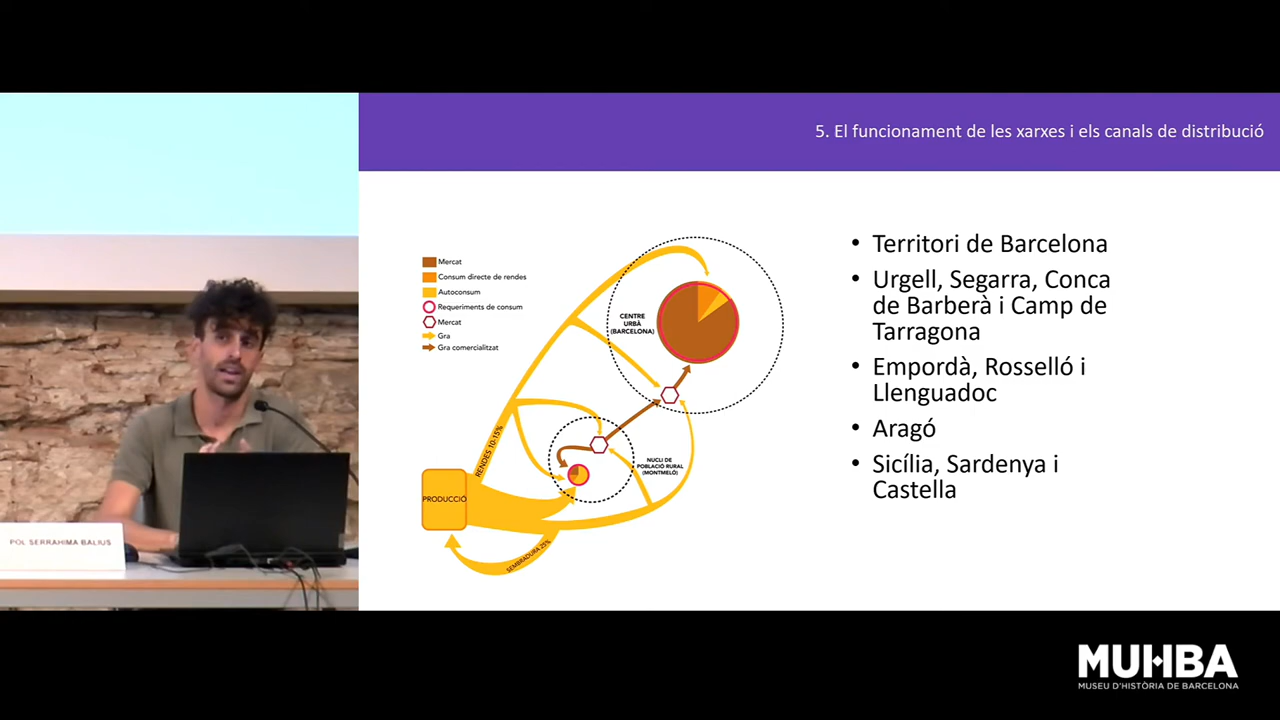 5. El funcionament de les xarxes i els canals de distribució
Mercat
Consum directe de rendes
Autoconsum
Requeriments de consum
Mercat
Gra
Gra comercialitzat
CENTRE
URBÀ
(BARCELONA)
RENDES 10-15%
NUCLI DE
POBLACIÓ RURAL
(MONTMELÓ)
PRODUCCIÓ
SEMBRADURA 25%
• Territori de Barcelona
• Urgell, Segarra, Conca
de Barberà i Camp de
Tarragona
• Empordà, Rosselló i
Llenguadoc
• Aragó
• Sicília, Sardenya i
Castella
POL SERRAHIMA BALIUS
MUHBA
MUSEU D'HISTÒRIA DE BARCELONA